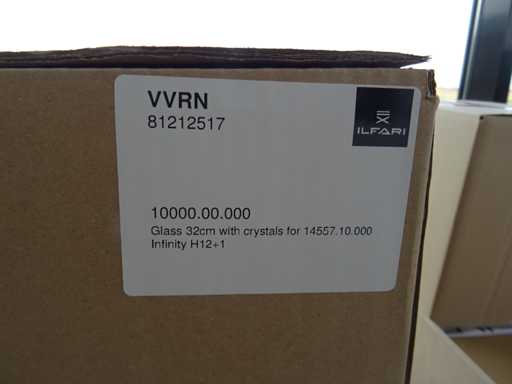 VVRN
81212517
ILFARI
10000.00.000
Glass 32cm with crystals for 14557.10.000
Infinity H12+1